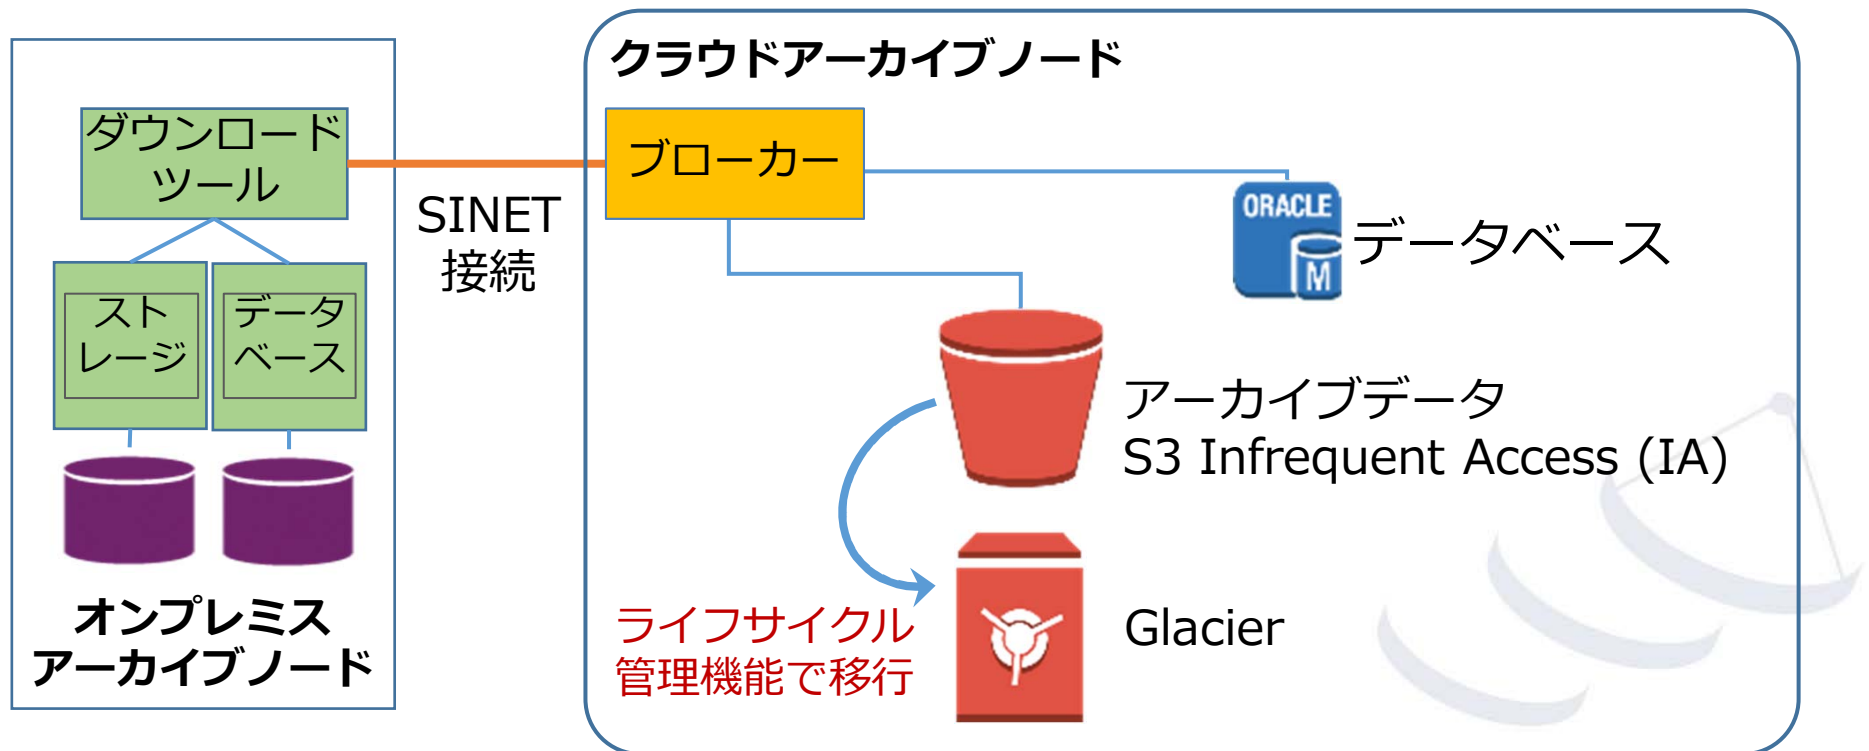 クラウドアーカイブノード
ダウンロード
ツール
ブローカー
SINET
接続
ORACLE
M
データベース
スト
レージ
データ
ベース
アーカイブデータ
S3 Infrequent Access (IA)
オンプレミス
アーカイブノード
ライフサイクル
管理機能で移行
Glacier